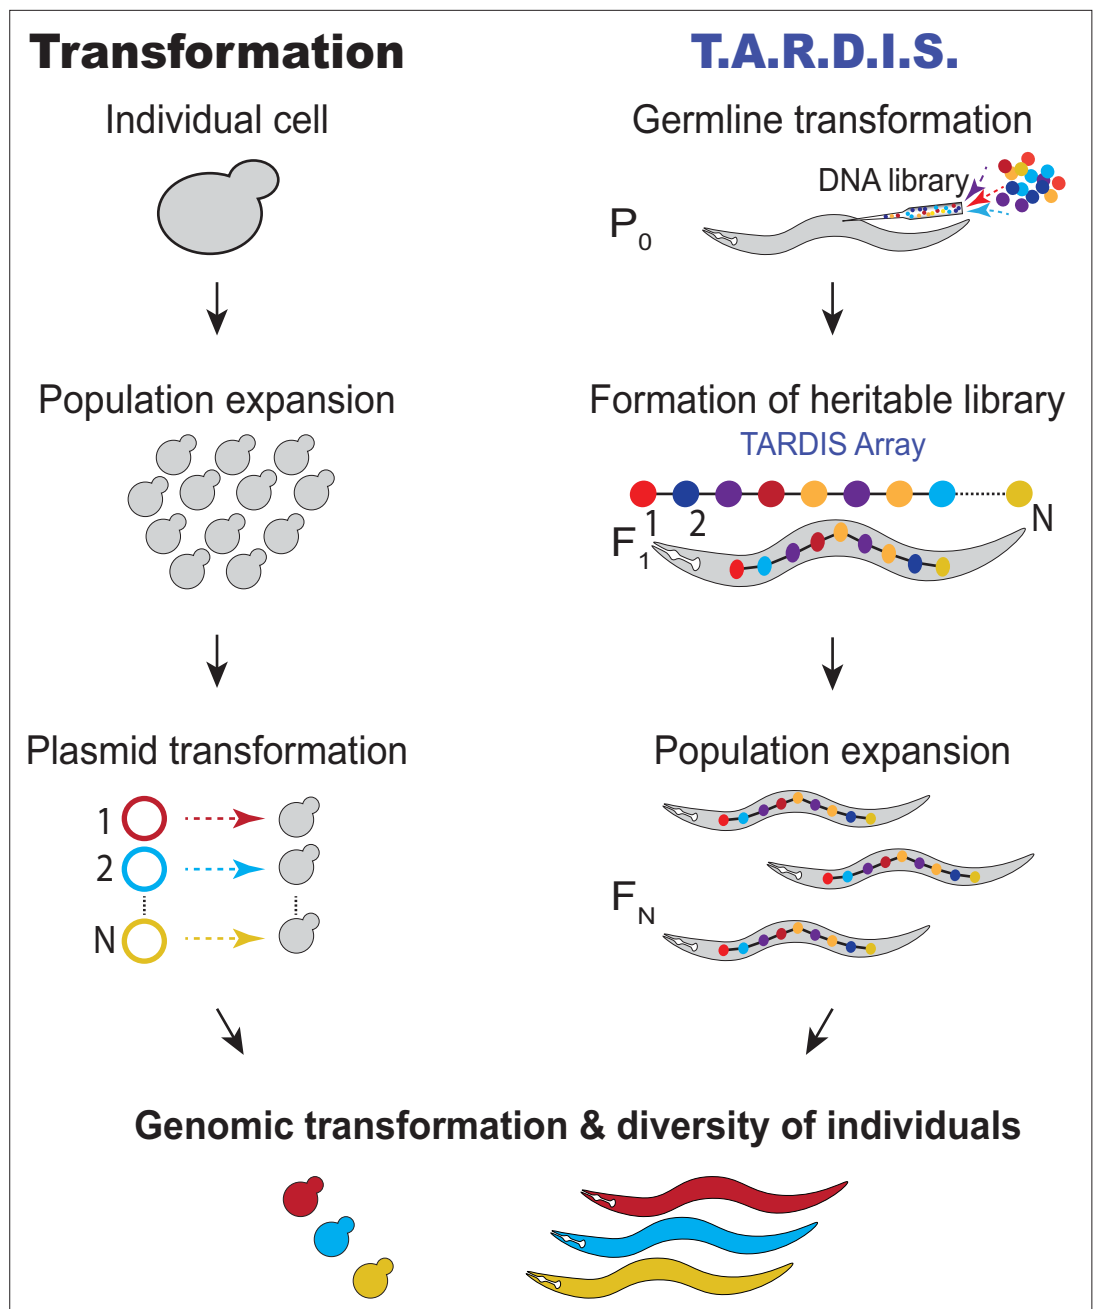 Transformation
Individual cell
Population expansion
Plasmid transformation
1
2
N
T.A.R.D.I.S.
Germline transformation
DNA library
P0
Formation of heritable library
TARDIS Array
1 2 N
F1
Population expansion
FN
Genomic transformation & diversity of individuals